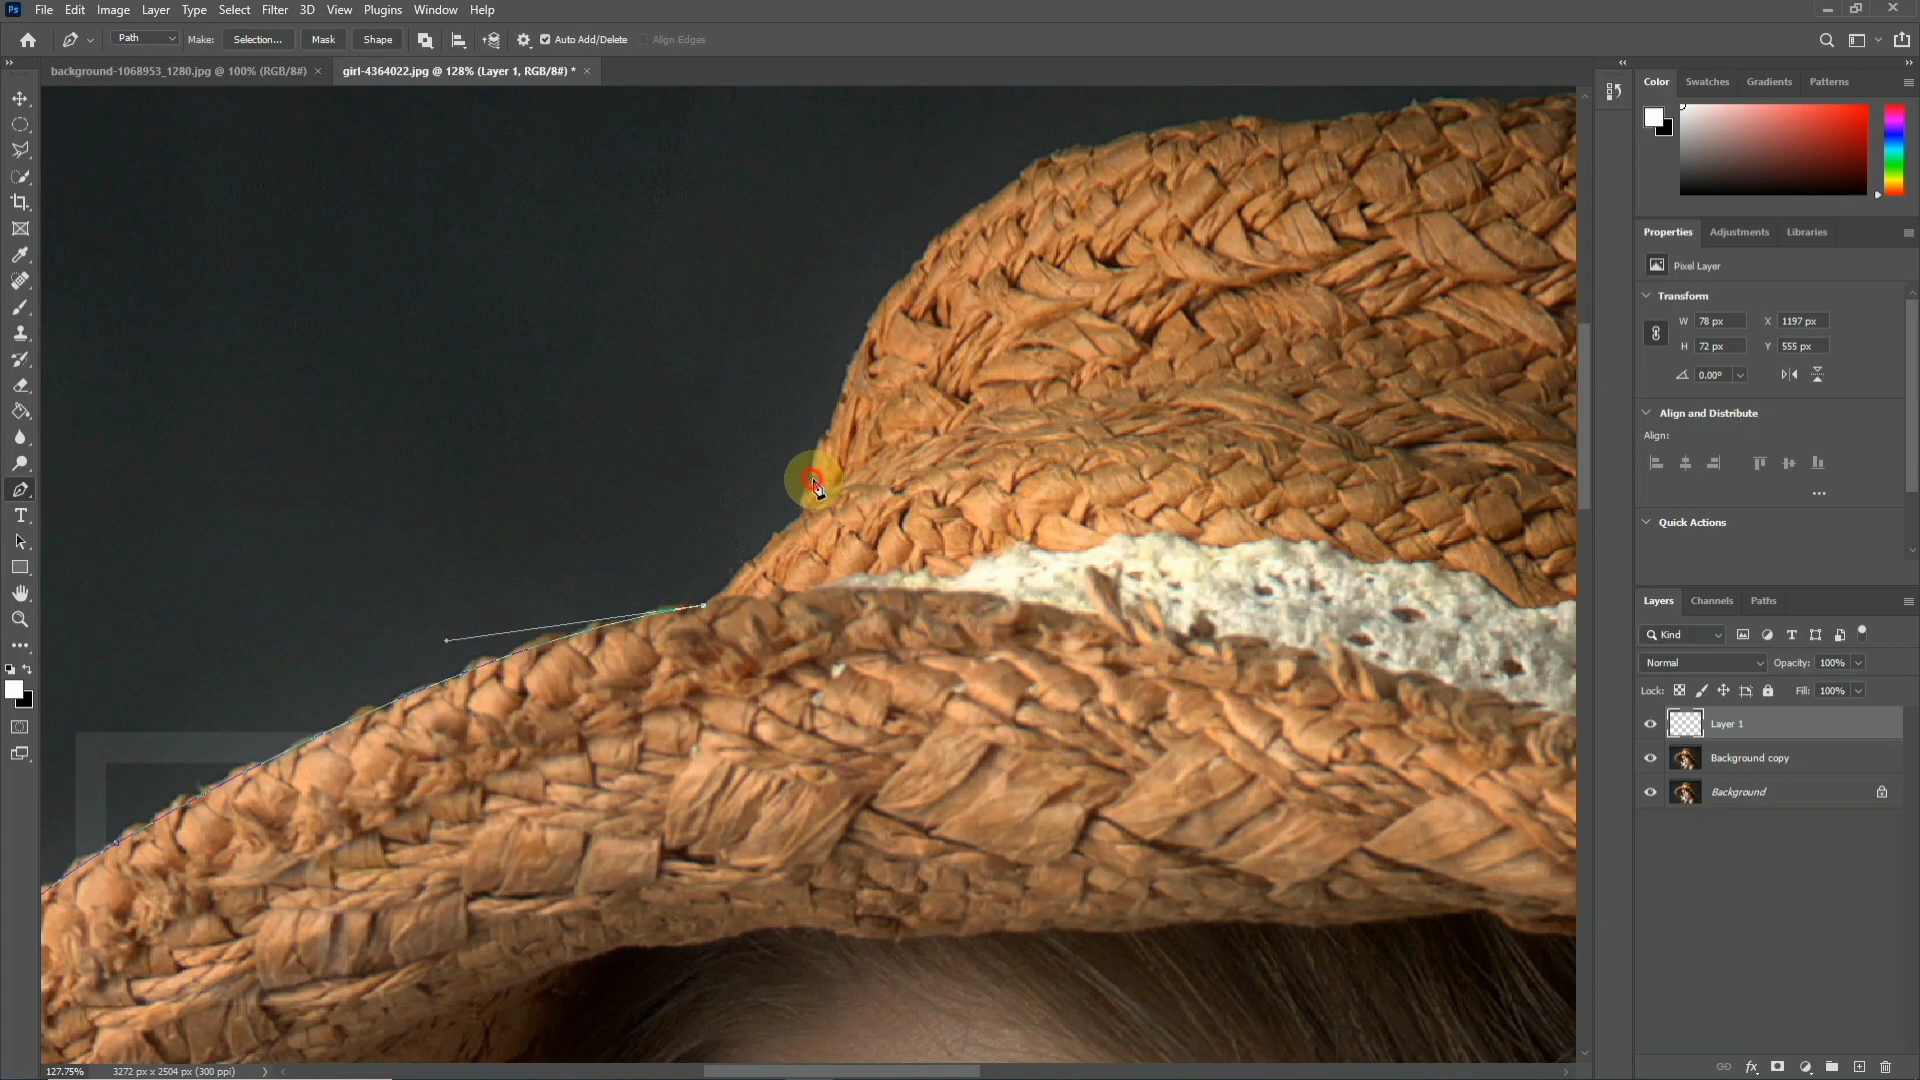 Ps File Edit Image Layer Type Select Filter 3D View Plugins Window Help
Path Make: Selection... Mask Shape Auto Add/Delete Align Edges
background-1068953_1280.jpg @ 100% (RGB/8#) × girl-4364022.jpg @ 128% (Layer 1, RGB/8#) * ×
Color Swatches Gradients Patterns
Properties Adjustments Libraries
Pixel Layer
Transform
W 78 px X 1197 px
H 72 px Y 555 px
0.00°
Align and Distribute
Align:
...
Quick Actions
Layers Channels Paths
Kind
Normal Opacity: 100%
Lock: Fill: 100%
Layer 1
Background copy
Background
127.75% 3272 px x 2504 px (300 ppi)